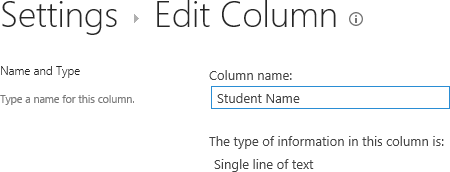 Settings ▸ Edit Column ⓘ
Name and Type
Type a name for this column.
Column name:
Student Name
The type of information in this column is:
Single line of text